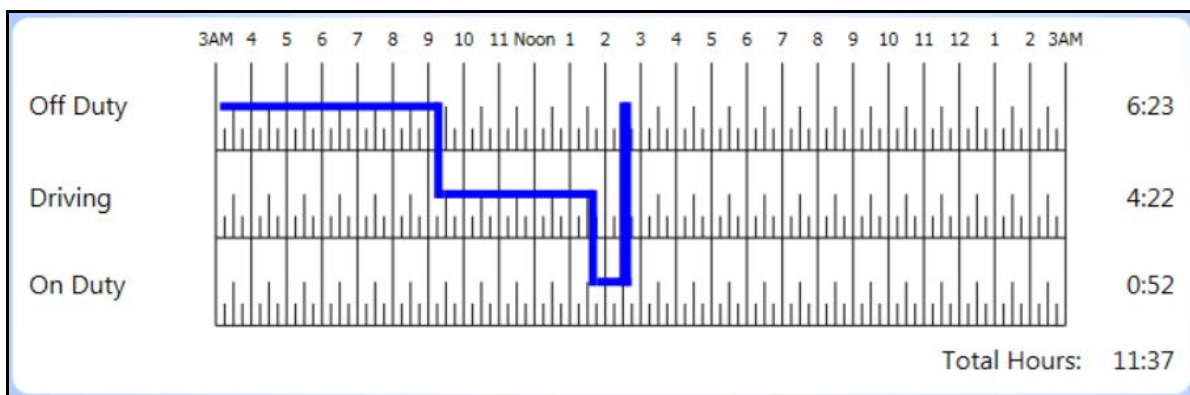 3AM 4 5 6 7 8 9 10 11 Noon 1 2 3 4 5 6 7 8 9 10 11 12 1 2 3AM
Off Duty 6:23
Driving 4:22
On Duty 0:52
Total Hours: 11:37